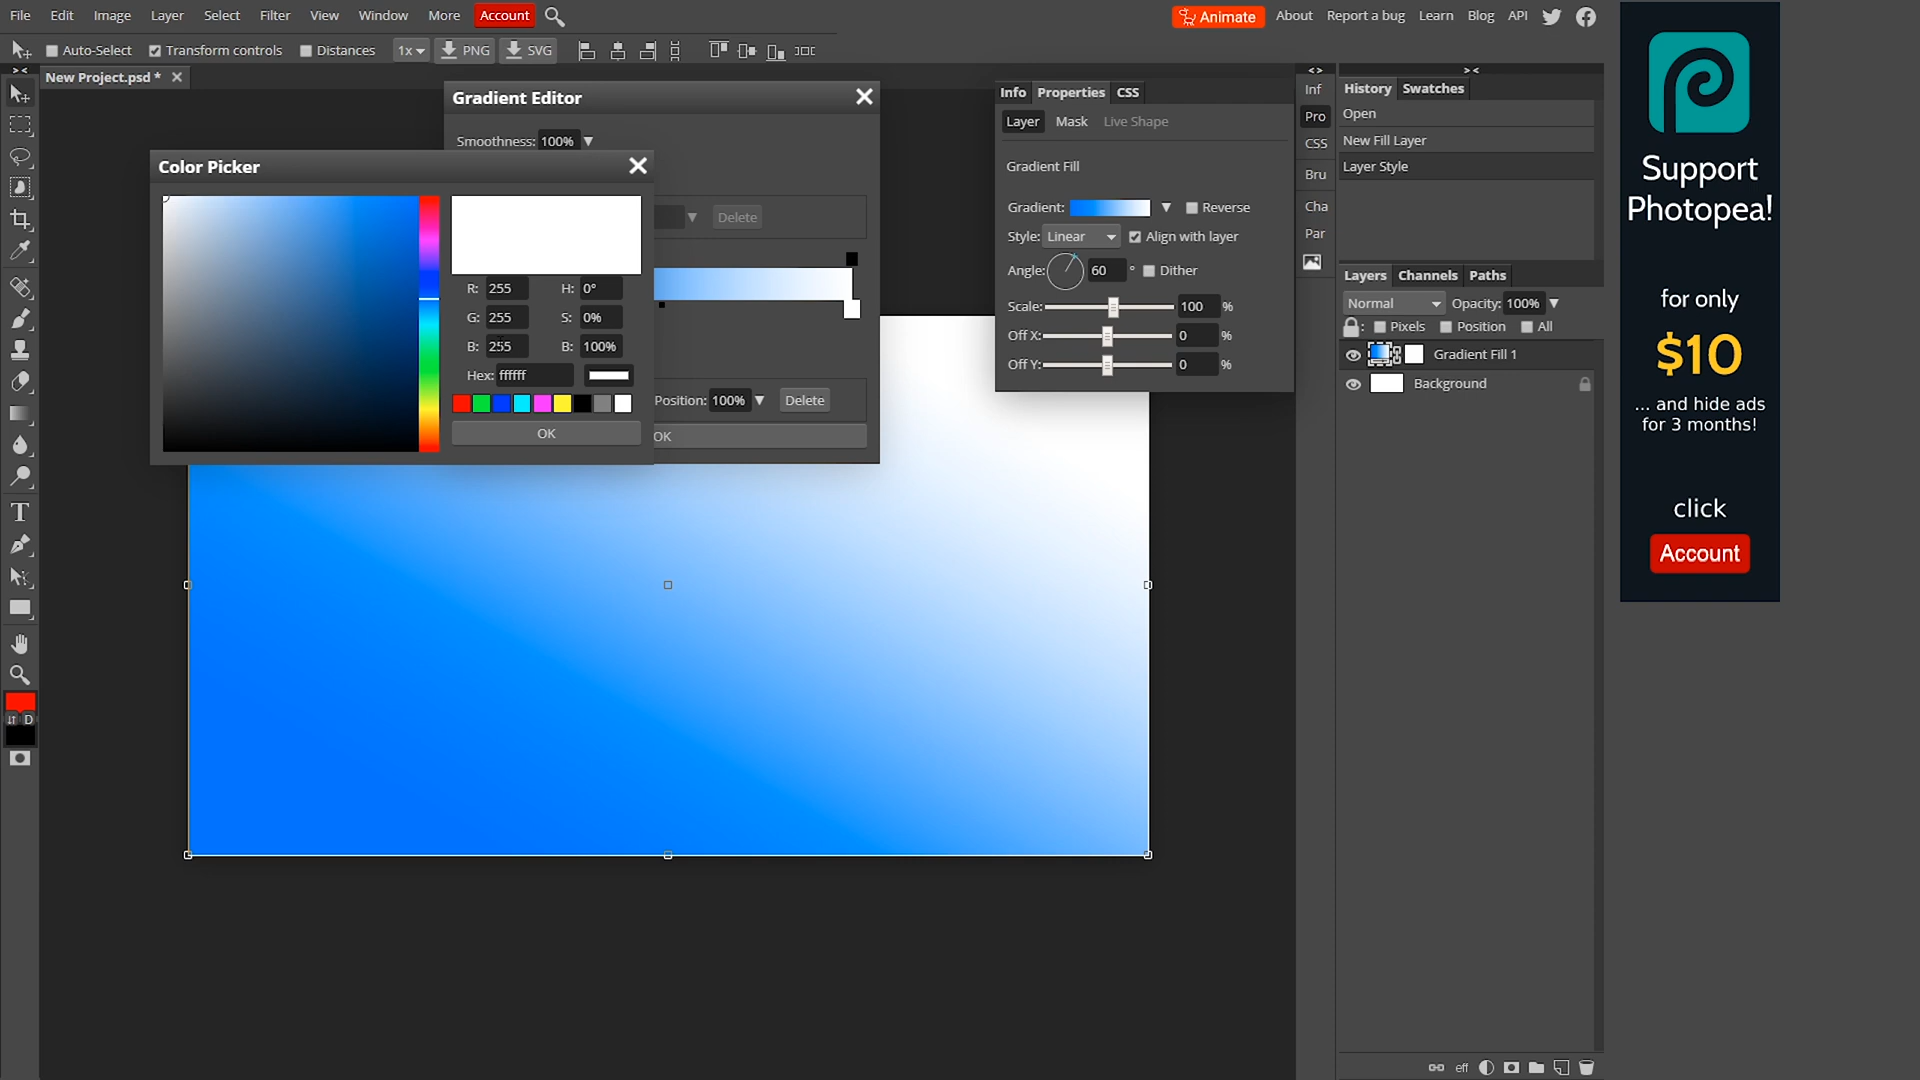 File Edit Image Layer Select Filter View Window More Account
Animate About Report a bug Learn Blog API
Auto-Select Transform controls Distances 1x PNG SVG
New Project.psd *
Gradient Editor
Smoothness: 100%
Delete
Position: 100% Delete
OK
Color Picker
R: 255 H: 0°
G: 255 S: 0%
B: 255 B: 100%
Hex: ffffff
OK
Info Properties CSS
Layer Mask Live Shape
Gradient Fill
Gradient: Reverse
Style: Linear Align with layer
Angle: 60 ° Dither
Scale: 100 %
Off X: 0 %
Off Y: 0 %
< >
Inf
Pro
CSS
Bru
Cha
Par
> <
History Swatches
Open
New Fill Layer
Layer Style
Layers Channels Paths
Normal Opacity: 100%
: Pixels Position All
Gradient Fill 1
Background
eff
> <
D
T
Support
Photopea!
for only
$10
... and hide ads
for 3 months!
click
Account